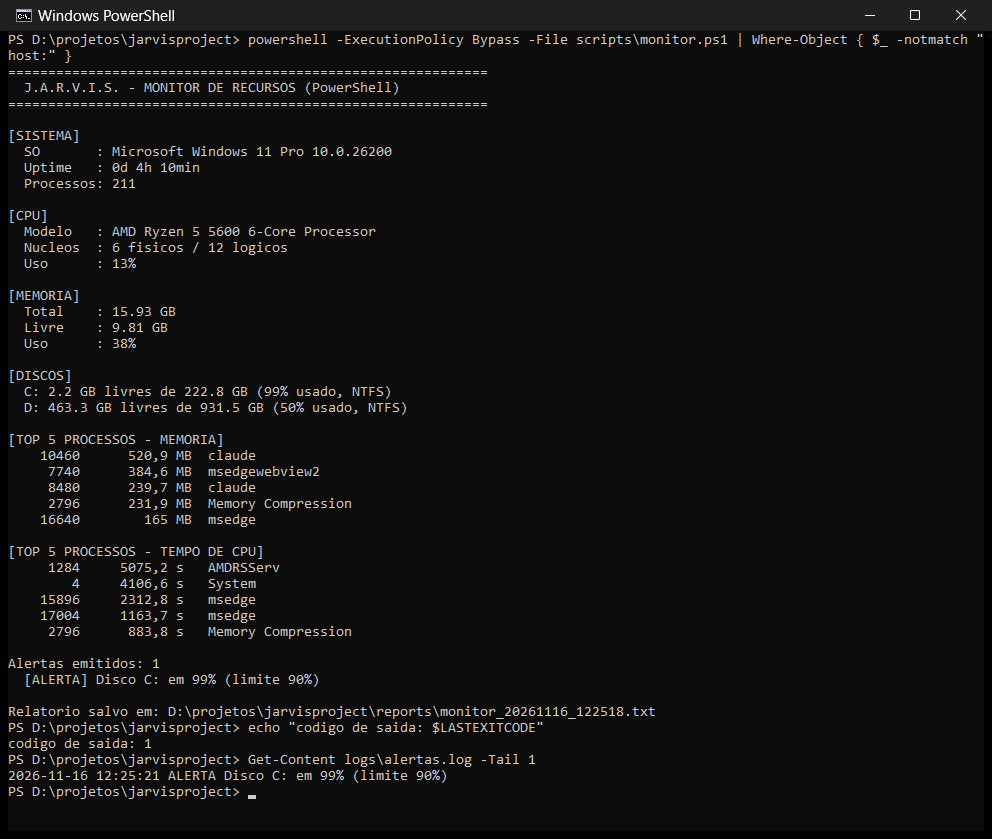 Windows PowerShell
PS D:\projetos\jarvisproject> powershell -ExecutionPolicy Bypass -File scripts\monitor.ps1 | Where-Object { $_ -notmatch "
host:" }
============================================================
  J.A.R.V.I.S. - MONITOR DE RECURSOS (PowerShell)
============================================================

[SISTEMA]
  SO       : Microsoft Windows 11 Pro 10.0.26200
  Uptime   : 0d 4h 10min
  Processos: 211

[CPU]
  Modelo   : AMD Ryzen 5 5600 6-Core Processor
  Nucleos  : 6 fisicos / 12 logicos
  Uso      : 13%

[MEMORIA]
  Total    : 15.93 GB
  Livre    : 9.81 GB
  Uso      : 38%

[DISCOS]
  C: 2.2 GB livres de 222.8 GB (99% usado, NTFS)
  D: 463.3 GB livres de 931.5 GB (50% usado, NTFS)

[TOP 5 PROCESSOS - MEMORIA]
    10460      520,9 MB  claude
     7740      384,6 MB  msedgewebview2
     8480      239,7 MB  claude
     2796      231,9 MB  Memory Compression
    16640        165 MB  msedge

[TOP 5 PROCESSOS - TEMPO DE CPU]
     1284     5075,2 s   AMDRSServ
        4     4106,6 s   System
    15896     2312,8 s   msedge
    17004     1163,7 s   msedge
     2796      883,8 s   Memory Compression

Alertas emitidos: 1
  [ALERTA] Disco C: em 99% (limite 90%)

Relatorio salvo em: D:\projetos\jarvisproject\reports\monitor_20261116_122518.txt
PS D:\projetos\jarvisproject> echo "codigo de saida: $LASTEXITCODE"
codigo de saida: 1
PS D:\projetos\jarvisproject> Get-Content logs\alertas.log -Tail 1
2026-11-16 12:25:21 ALERTA Disco C: em 99% (limite 90%)
PS D:\projetos\jarvisproject>